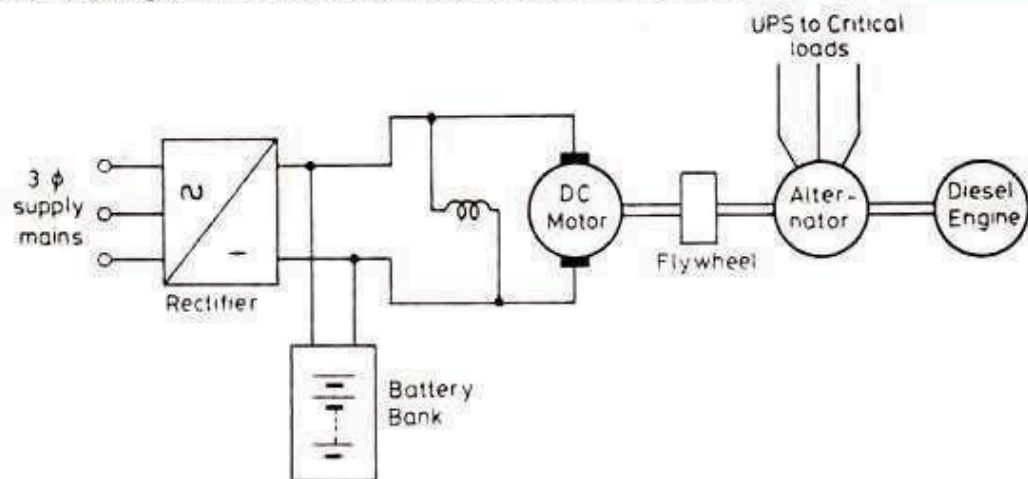 UPS to Critical
loads
3 ϕ
supply
mains
Rectifier
DC
Motor
Flywheel
Alter-
nator
Diesel
Engine
Battery
Bank